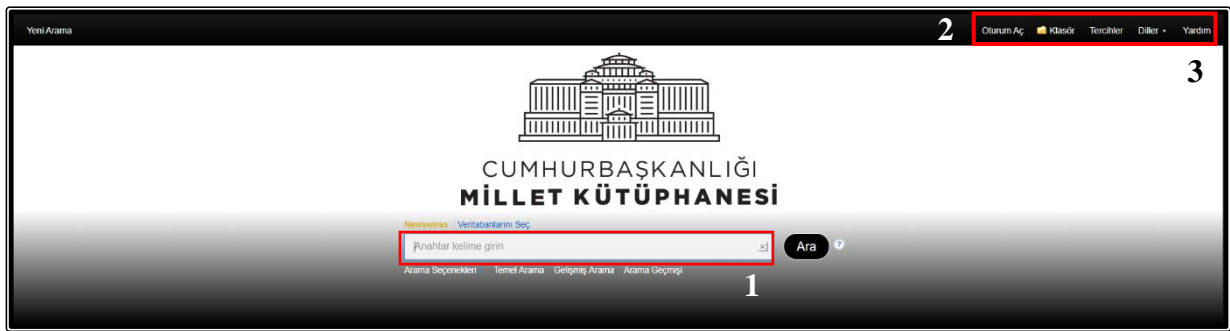 Yeni Arama
2 Oturum Aç Klasör Tercihler Diller Yardım
3
CUMHURBAŞKANLIĞI
MİLLET KÜTÜPHANESİ
Newswires Veritabanlarını Seç
Anahtar kelime girin x Ara ?
Arama Seçenekleri Temel Arama Gelişmiş Arama Arama Geçmişi
1